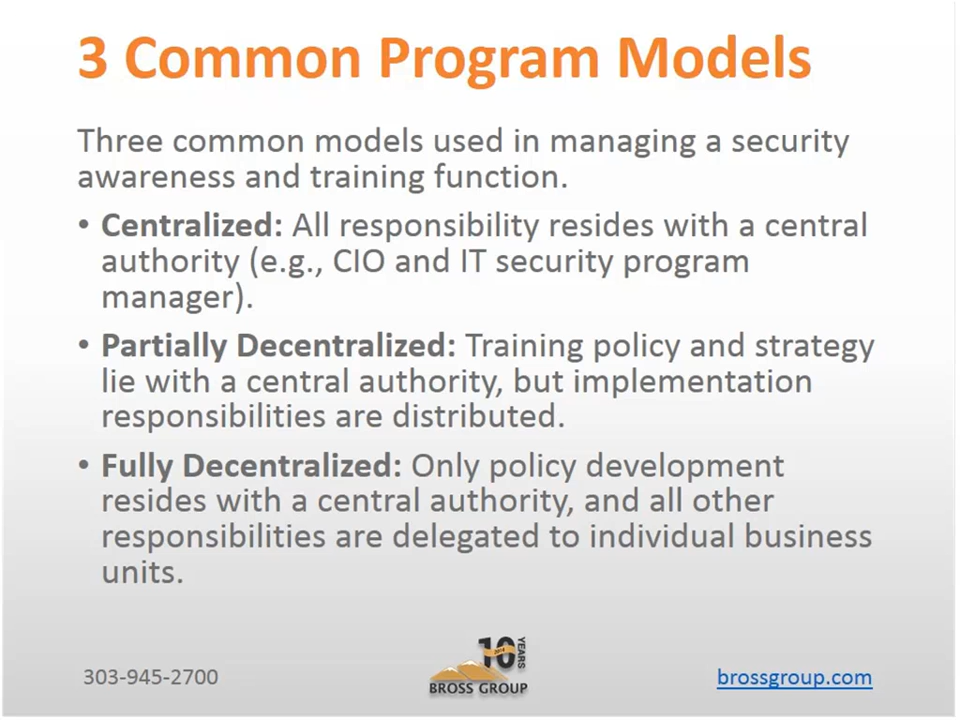 3 Common Program Models
Three common models used in managing a security
awareness and training function.
• Centralized: All responsibility resides with a central
authority (e.g., CIO and IT security program
manager).
• Partially Decentralized: Training policy and strategy
lie with a central authority, but implementation
responsibilities are distributed.
• Fully Decentralized: Only policy development
resides with a central authority, and all other
responsibilities are delegated to individual business
units.
303-945-2700
10 YEARS
2014
BROSS GROUP
brossgroup.com